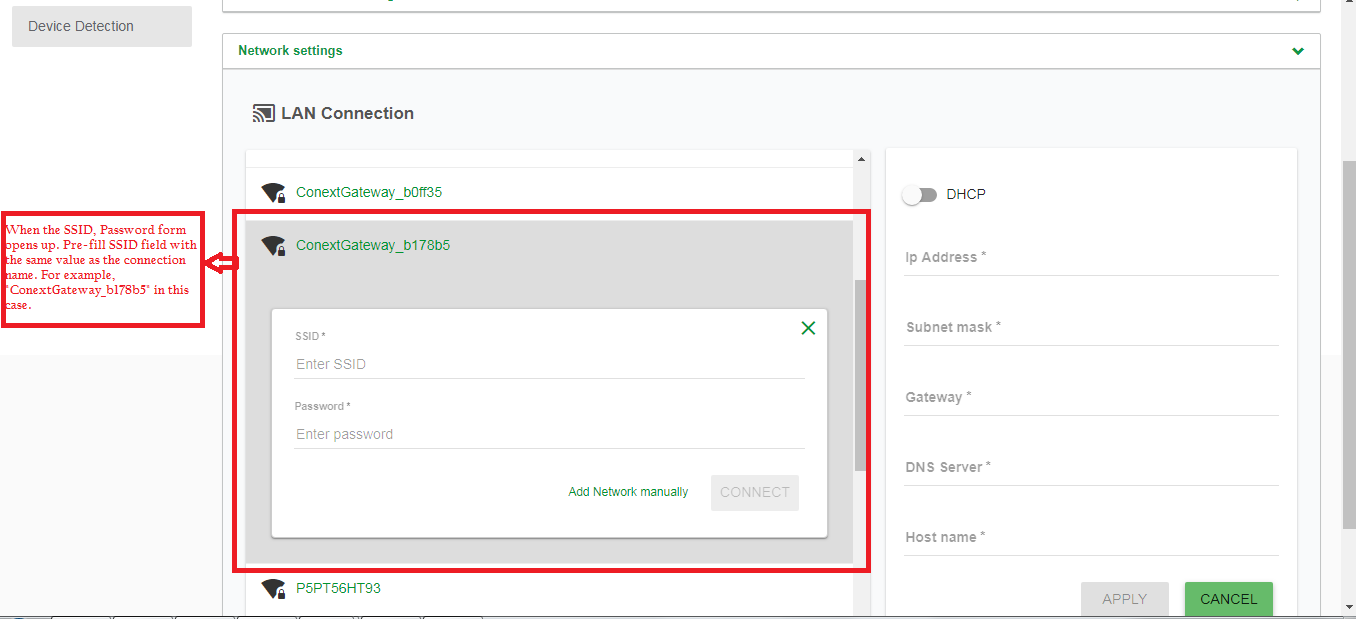 Device Detection
Network settings
LAN Connection
ConextGateway_b0ff35
ConextGateway_b178b5
When the SSID, Password form
opens up. Pre-fill SSID field with
the same value as the connection
name. For example,
"ConextGateway_b178b5" in this
case.
SSID *
Enter SSID
Password *
Enter password
Add Network manually
CONNECT
P5PT56HT93
DHCP
Ip Address *
Subnet mask *
Gateway *
DNS Server *
Host name *
APPLY
CANCEL